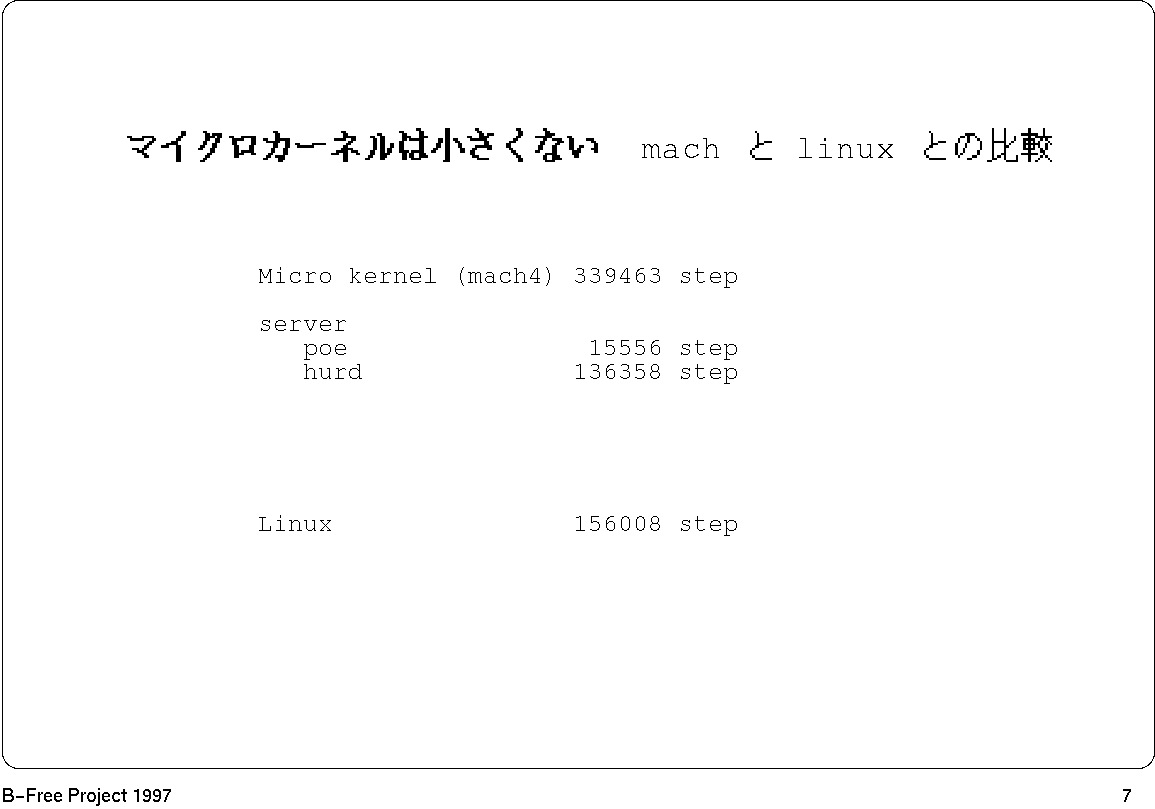 マイクロカーネルは小さくない mach と linux との比較
Micro kernel (mach4) 339463 step
server
poe 15556 step
hurd 136358 step
Linux 156008 step
B-Free Project 1997
7